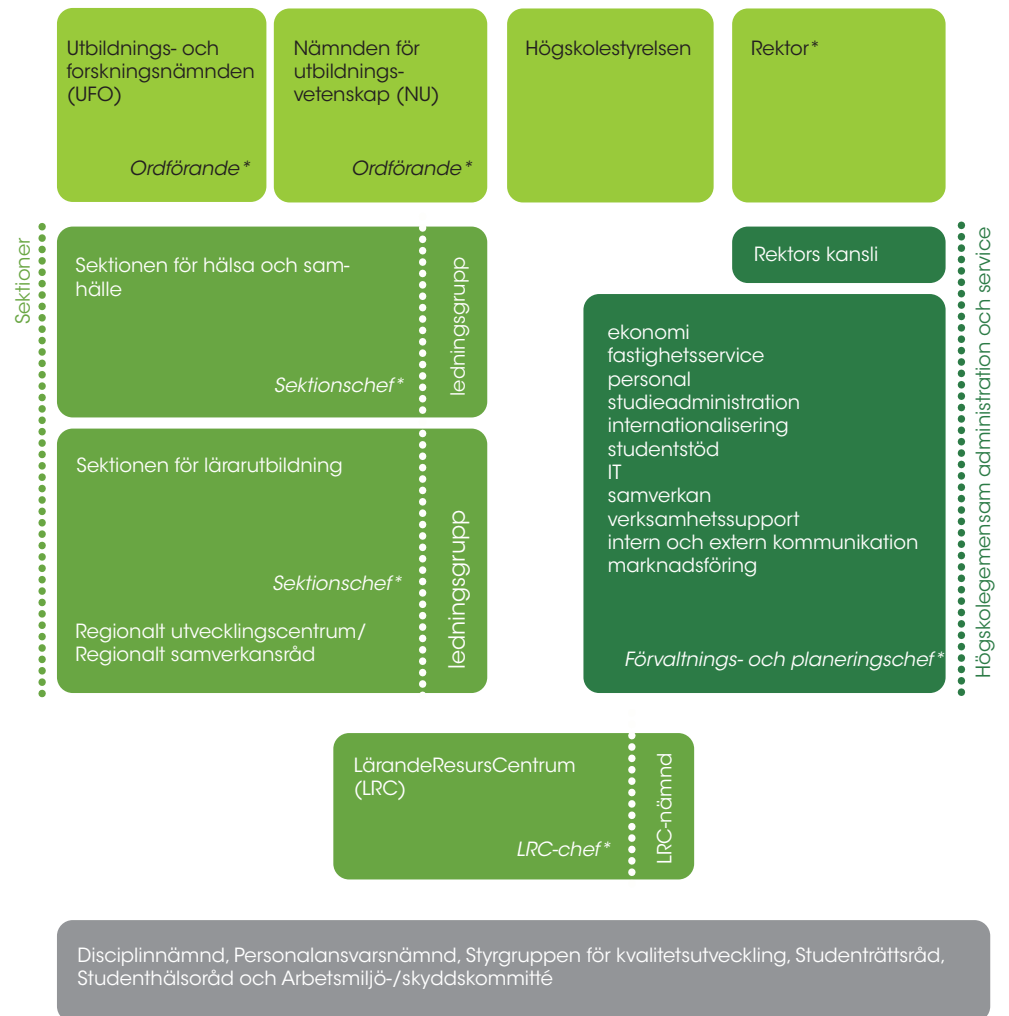 Utbildnings- och
forskningsnämnden
(UFO)
Ordförande*
Nämnden för
utbildnings-
vetenskap (NU)
Ordförande*
Högskolestyrelsen
Rektor*
Sektioner
Sektionen för hälsa och sam-
hälle
Sektionschef*
ledningsgrupp
Sektionen för lärarutbildning
Sektionschef*
Regionalt utvecklingscentrum/
Regionalt samverkansråd
ledningsgrupp
Rektors kansli
ekonomi
fastighetsservice
personal
studieadministration
internationalisering
studentstöd
IT
samverkan
verksamhetssupport
intern och extern kommunikation
marknadsföring
Förvaltnings- och planeringschef*
Högskolegemensam administration och service
LärandeResursCentrum
(LRC)
LRC-chef*
LRC-nämnd
Disciplinnämnd, Personalansvarsnämnd, Styrgruppen för kvalitetsutveckling, Studenträttsråd,
Studenthälsoråd och Arbetsmiljö-/skyddskommitté